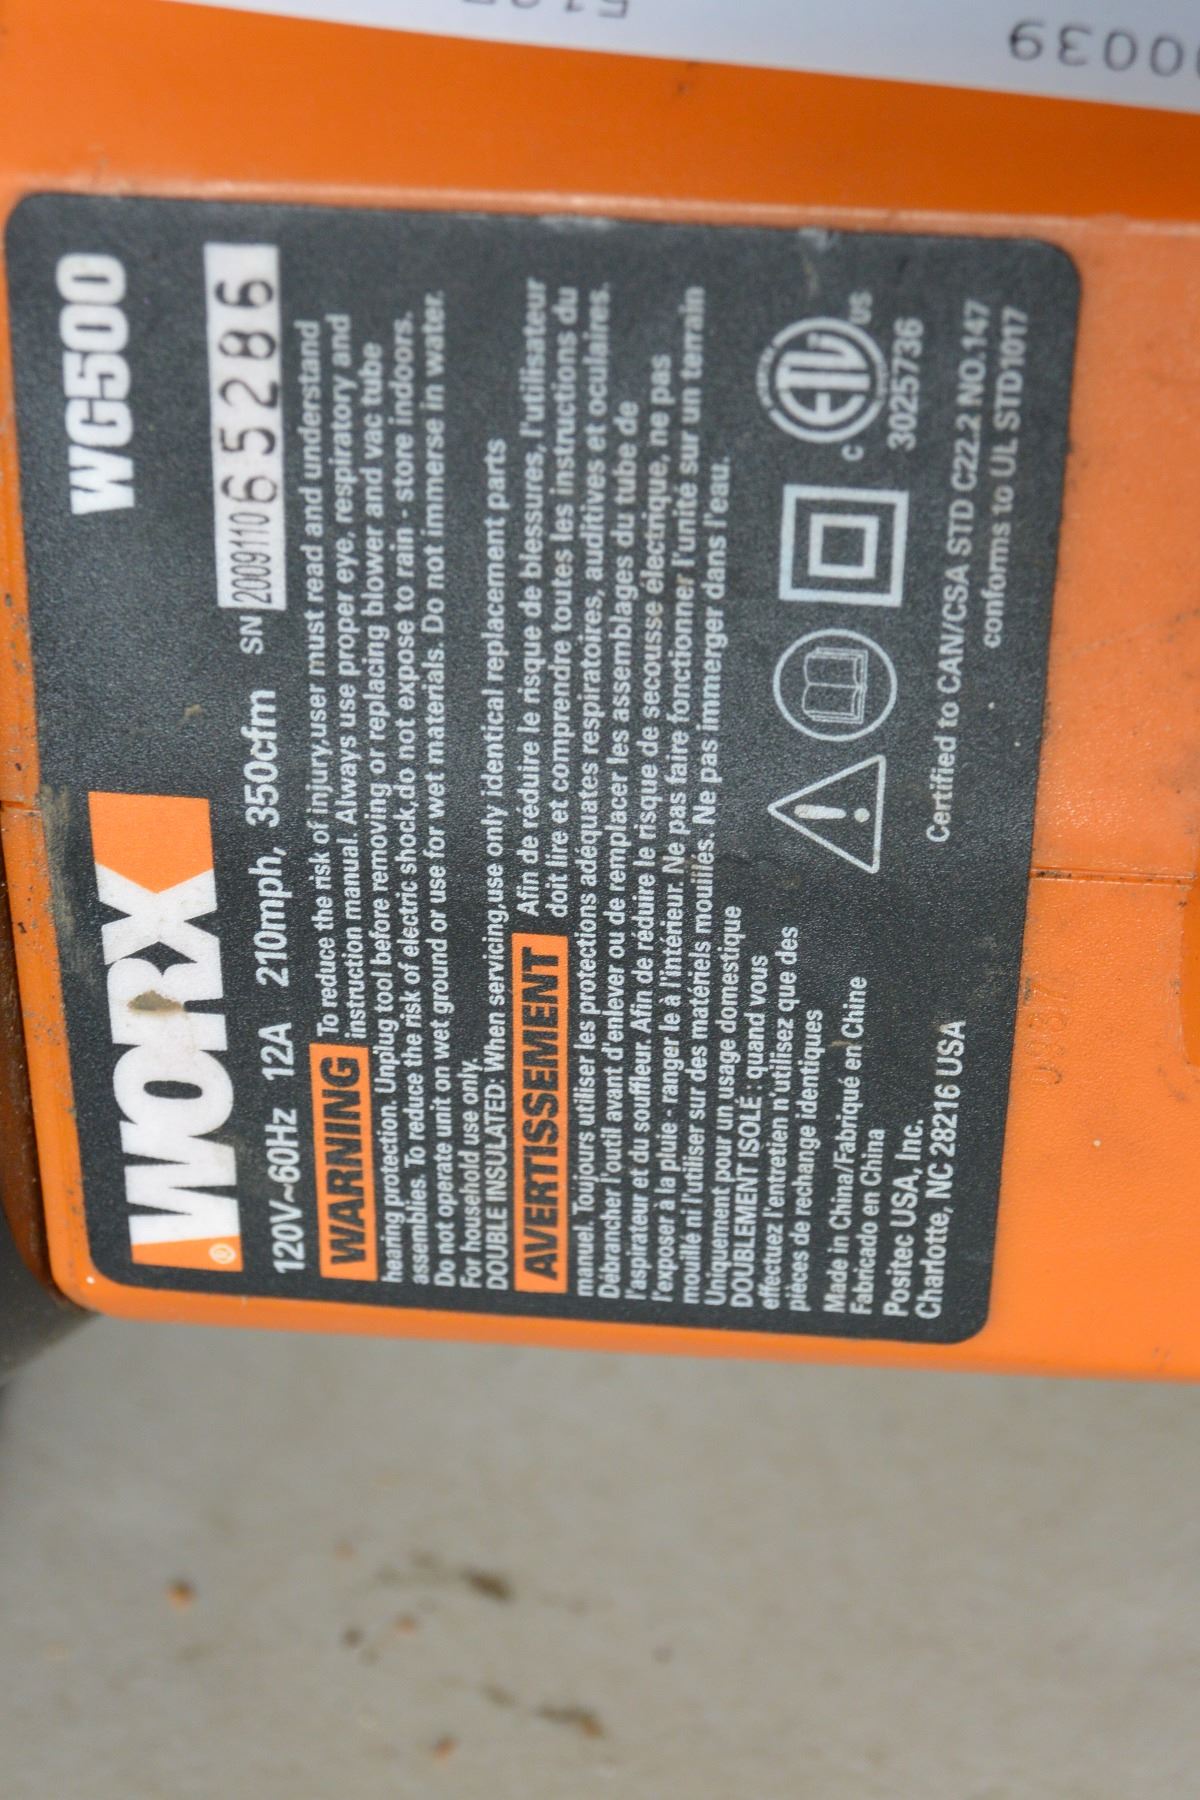 WORX® WG500
120V~60Hz 12A 210mph, 350cfm SN 2009110652 86
WARNING To reduce the risk of injury,user must read and understand
instruction manual. Always use proper eye, respiratory and
hearing protection. Unplug tool before removing or replacing blower and vac tube
assemblies. To reduce the risk of electric shock,do not expose to rain - store indoors.
Do not operate unit on wet ground or use for wet materials. Do not immerse in water.
For household use only.
DOUBLE INSULATED: When servicing,use only identical replacement parts
AVERTISSEMENT Afin de réduire le risque de blessures, l'utilisateur
doit lire et comprendre toutes les instructions du
manuel. Toujours utiliser les protections adéquates respiratoires, auditives et oculaires.
Débrancher l'outil avant d'enlever ou de remplacer les assemblages du tube de
l'aspirateur et du souffleur. Afin de réduire le risque de secousse électrique, ne pas
l'exposer à la pluie - ranger le à l'intérieur. Ne pas faire fonctionner l'unité sur un terrain
mouillé ni l'utiliser sur des matériels mouillés. Ne pas immerger dans l'eau.
Uniquement pour un usage domestique
DOUBLEMENT ISOLÉ : quand vous
effectuez l'entretien n'utilisez que des
pièces de rechange identiques
Made in China/Fabriqué en Chine
Fabricado en China
Positec USA, Inc.
Charlotte, NC 28216 USA
C ETL US
3025736
Certified to CAN/CSA STD C22.2 NO.147
conforms to UL STD1017
0039